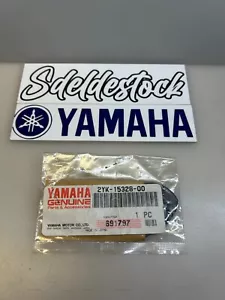 Sdeldestock
YAMAHA
YAMAHA
GENUINE
Parts & Accessories
2YK-15328-00
1 PC
YAMAHA MOTOR CO., LTD.
991797